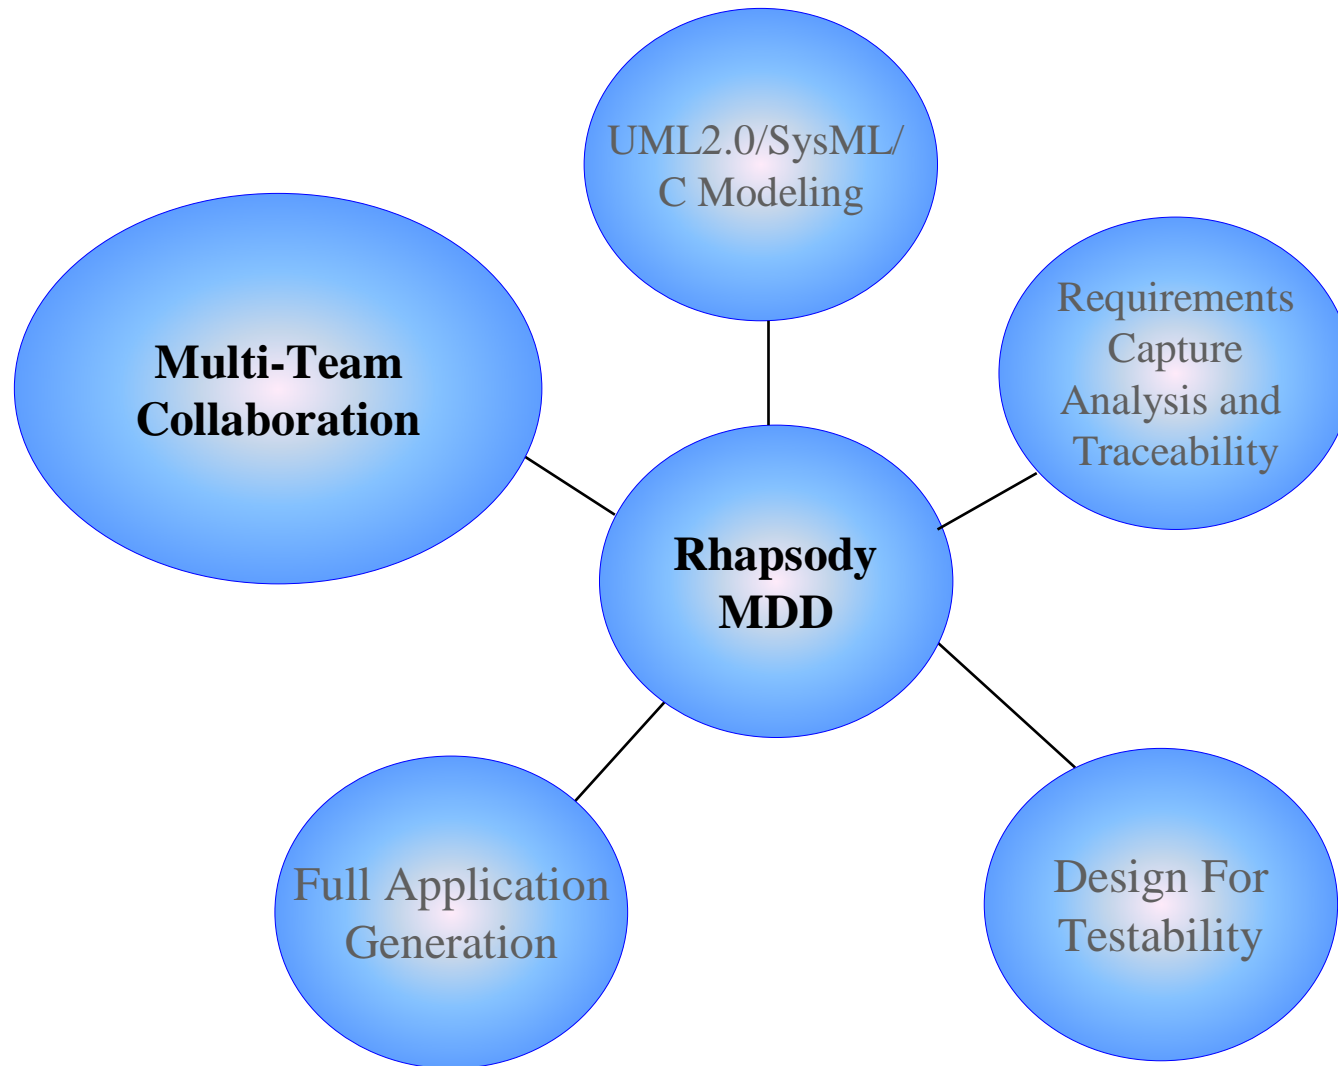 UML2.0/SysML/
C Modeling
Multi-Team
Collaboration
Requirements
Capture
Analysis and
Traceability
Rhapsody
MDD
Full Application
Generation
Design For
Testability